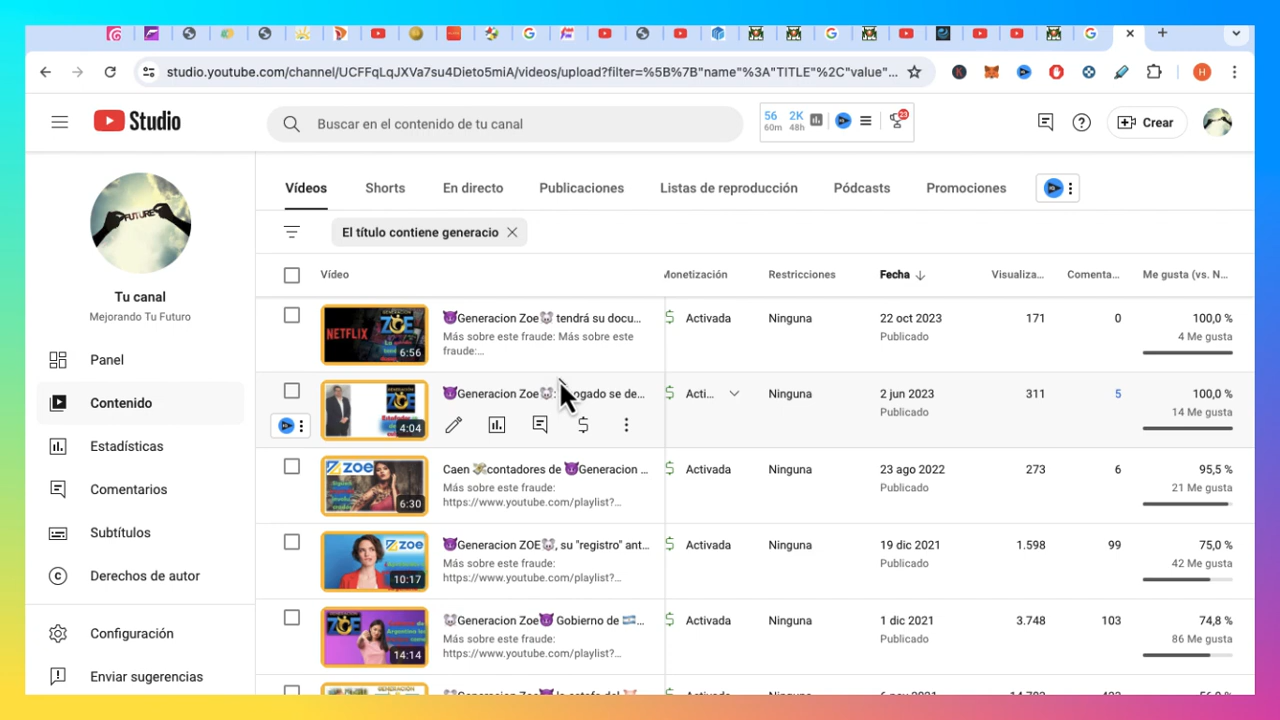 studio.youtube.com/channel/UCFFqLqJXVa7su4Dieto5miA/videos/upload?filter=%5B%7B"name"%3A"TITLE"%2C"value"...
H
Studio
Buscar en el contenido de tu canal
56 2K
60m 48h
23
Crear
FUTURE
Tu canal
Mejorando Tu Futuro
Panel
Contenido
Estadísticas
Comentarios
Subtítulos
Derechos de autor
Configuración
Enviar sugerencias
Vídeos Shorts En directo Publicaciones Listas de reproducción Pódcasts Promociones
El título contiene generacio
Vídeo Monetización Restricciones Fecha Visualiza... Comenta... Me gusta (vs. N...
NETFLIX
6:56
😈Generacion Zoe🐭 tendrá su docu... Activada Ninguna 22 oct 2023 171 0 100,0 %
Más sobre este fraude: Más sobre este Publicado 4 Me gusta
fraude:...
4:04
😈Generacion Zoe🐭: ogado se de... Acti... Ninguna 2 jun 2023 311 5 100,0 %
Publicado 14 Me gusta
zoe
6:30
Caen 💸contadores de 😈Generacion ... Activada Ninguna 23 ago 2022 273 6 95,5 %
Más sobre este fraude: Publicado 21 Me gusta
https://www.youtube.com/playlist?...
zoe
10:17
😈Generacion ZOE🐭, su "registro" ant... Activada Ninguna 19 dic 2021 1.598 99 75,0 %
Más sobre este fraude: Publicado 42 Me gusta
https://www.youtube.com/playlist?...
14:14
🐭Generacion Zoe😈 Gobierno de 🇦🇷... Activada Ninguna 1 dic 2021 3.748 103 74,8 %
Más sobre este fraude: Publicado 86 Me gusta
https://www.youtube.com/playlist?...